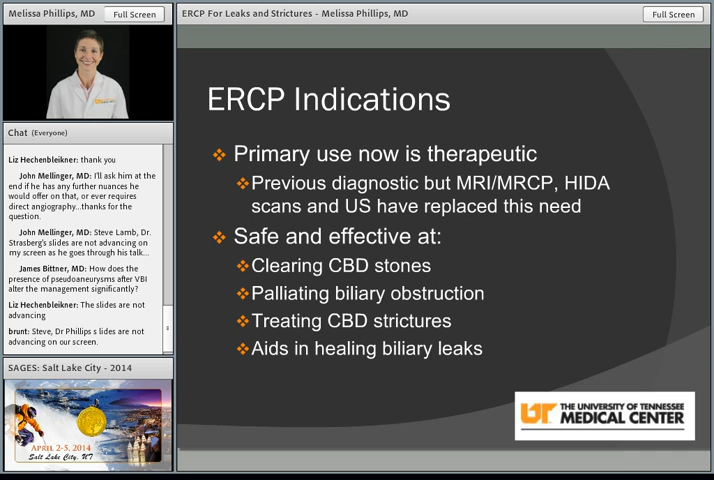 Melissa Phillips, MD
Full Screen
ERCP For Leaks and Strictures - Melissa Phillips, MD
Full Screen
Chat (Everyone)
Liz Hechenbleikner: thank you
John Mellinger, MD: I'll ask him at the
end if he has any further nuances he
would offer on that, or ever requires
direct angiography...thanks for the
question.
John Mellinger, MD: Steve Lamb, Dr.
Strasberg's slides are not advancing on
my screen as he goes through his talk...
James Bittner, MD: How does the
presence of pseudoaneurysms after VBI
alter the management significantly?
Liz Hechenbleikner: The slides are not
advancing
brunt: Steve, Dr Phillips s lides are not
advancing on our screen.
SAGES: Salt Lake City - 2014
APRIL 2-5, 2014
Salt Lake City, UT
ERCP Indications
Primary use now is therapeutic
Previous diagnostic but MRI/MRCP, HIDA
scans and US have replaced this need
Safe and effective at:
Clearing CBD stones
Palliating biliary obstruction
Treating CBD strictures
Aids in healing biliary leaks
UT THE UNIVERSITY OF TENNESSEE
MEDICAL CENTER